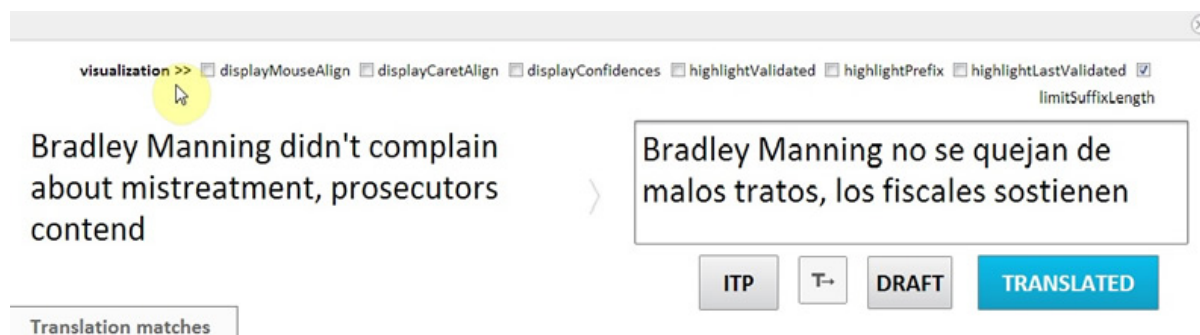 visualization >> displayMouseAlign displayCaretAlign displayConfidences highlightValidated highlightPrefix highlightLastValidated
limitSuffixLength
Bradley Manning didn't complain
about mistreatment, prosecutors
contend
Bradley Manning no se quejan de
malos tratos, los fiscales sostienen
ITP T→ DRAFT TRANSLATED
Translation matches